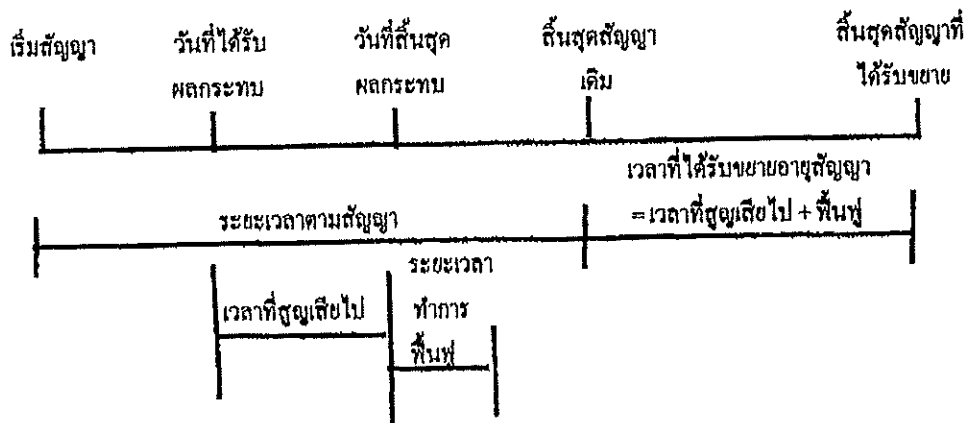 เริ่มสัญญา วันที่ได้รับ วันที่สิ้นสุด สิ้นสุดสัญญา สิ้นสุดสัญญาที่
ผลกระทบ ผลกระทบ เดิม ได้รับขยาย
เวลาที่ได้รับขยายอายุสัญญา
ระยะเวลาตามสัญญา =เวลาที่สูญเสียไป + ฟื้นฟู
ระยะเวลา
เวลาที่สูญเสียไป ทำการ
ฟื้นฟู